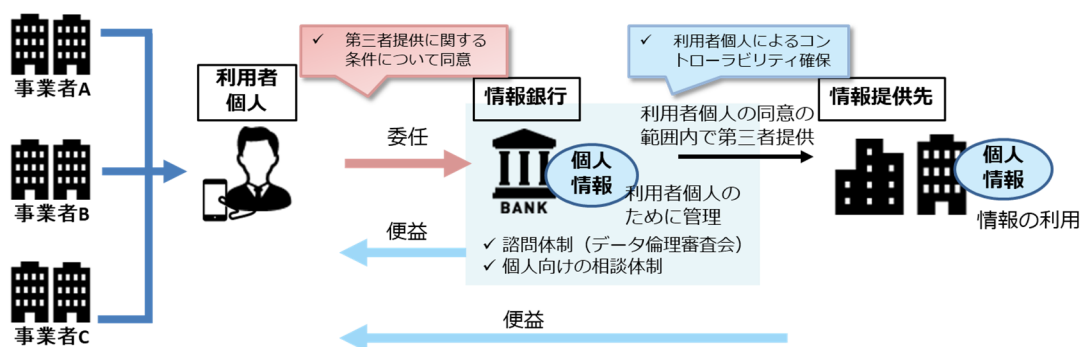 事業者A
事業者B
事業者C
利用者
個人
✓ 第三者提供に関する
条件について同意
委任
便益
情報銀行
BANK
個人
情報
利用者個人の
ために管理
✓ 諮問体制(データ倫理審査会)
✓ 個人向けの相談体制
✓ 利用者個人によるコン
トローラビリティ確保
利用者個人の同意の
範囲内で第三者提供
情報提供先
個人
情報
情報の利用
便益